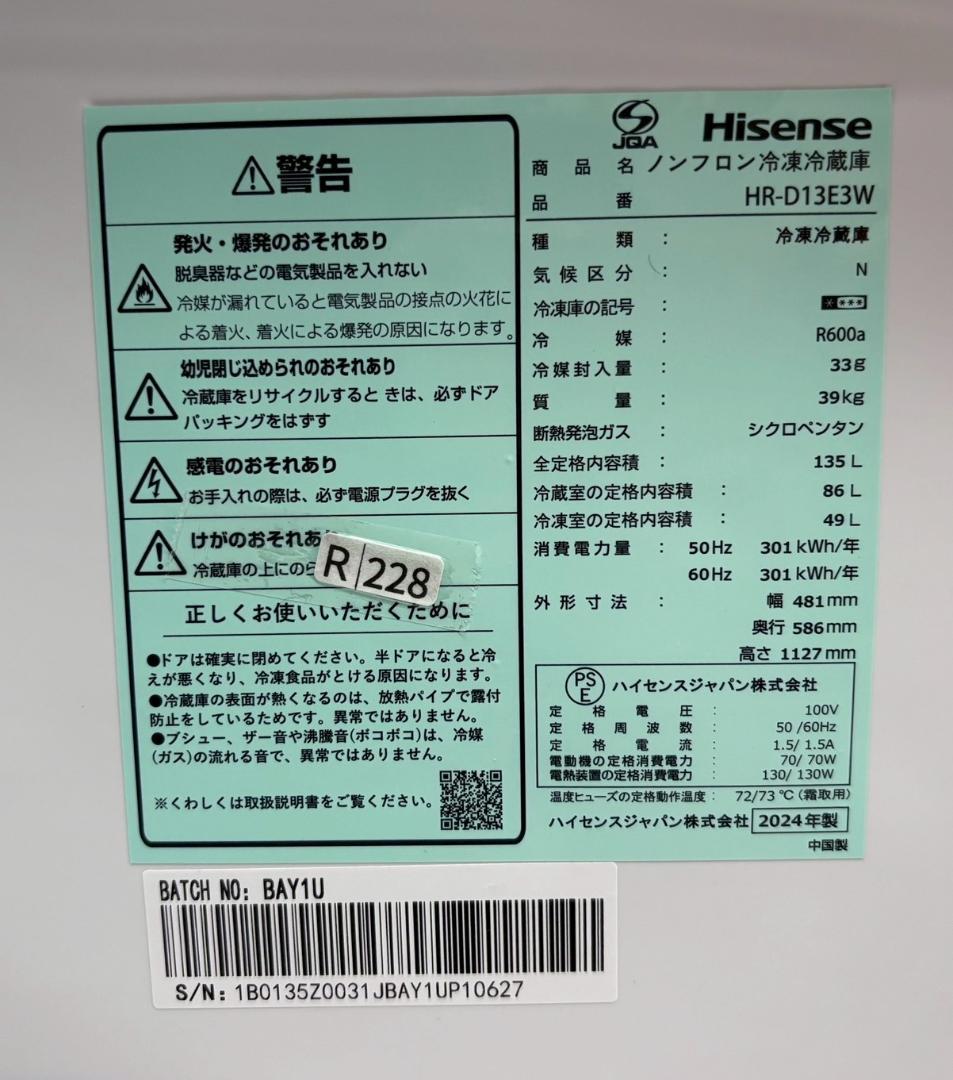 警告
発火・爆発のおそれあり
脱臭器などの電気製品を入れない
冷媒が漏れていると電気製品の接点の火花に
よる着火、着火による爆発の原因になります。
幼児閉じ込められのおそれあり
冷蔵庫をリサイクルすると きは、必ずドア
パッキングをはずす
感電のおそれあり
お手入れの際は、必ず電源プラグを抜く
けがのおそれあ
冷蔵庫の上にの
R 228
正しくお使いいただくために
●ドアは確実に閉めてください。半ドアになると冷
えが悪くなり、冷凍食品がとける原因になります。
●冷蔵庫の表面が熱くなるのは、放熱パイプで露付
防止をしているためです。異常ではありません。
●ブシュー、ザー音や沸騰音(ボコボコ)は、冷媒
(ガス)の流れる音で、異常ではありません。
※くわしくは取扱説明書をご覧ください。
JQA Hisense
商品名 ノンフロン冷凍冷蔵庫
品番 HR-D13E3W
種類 : 冷凍冷蔵庫
気候区分 : N
冷凍庫の記号 : ****
冷媒 : R600a
冷媒封入量 : 33g
質量 : 39kg
断熱発泡ガス : シクロペンタン
全定格内容積 : 135 L
冷蔵室の定格内容積 : 86 L
冷凍室の定格内容積 : 49 L
消費電力量 : 50Hz 301 kWh/年
60Hz 301 kWh/年
外形寸法 : 幅 481mm
奥行 586mm
高さ 1127mm
PSE ハイセンスジャパン株式会社
定格電圧 : 100V
定格周波数 : 50 /60Hz
定格電流 : 1.5/ 1.5A
電動機の定格消費電力 : 70/ 70W
電熱装置の定格消費電力 : 130/ 130W
温度ヒューズの定格動作温度 : 72/73 ℃ (霜取用)
ハイセンスジャパン株式会社 2024年製
中国製
BATCH NO: BAY1U
S/N: 1B0135Z0031JBAY1UP10627